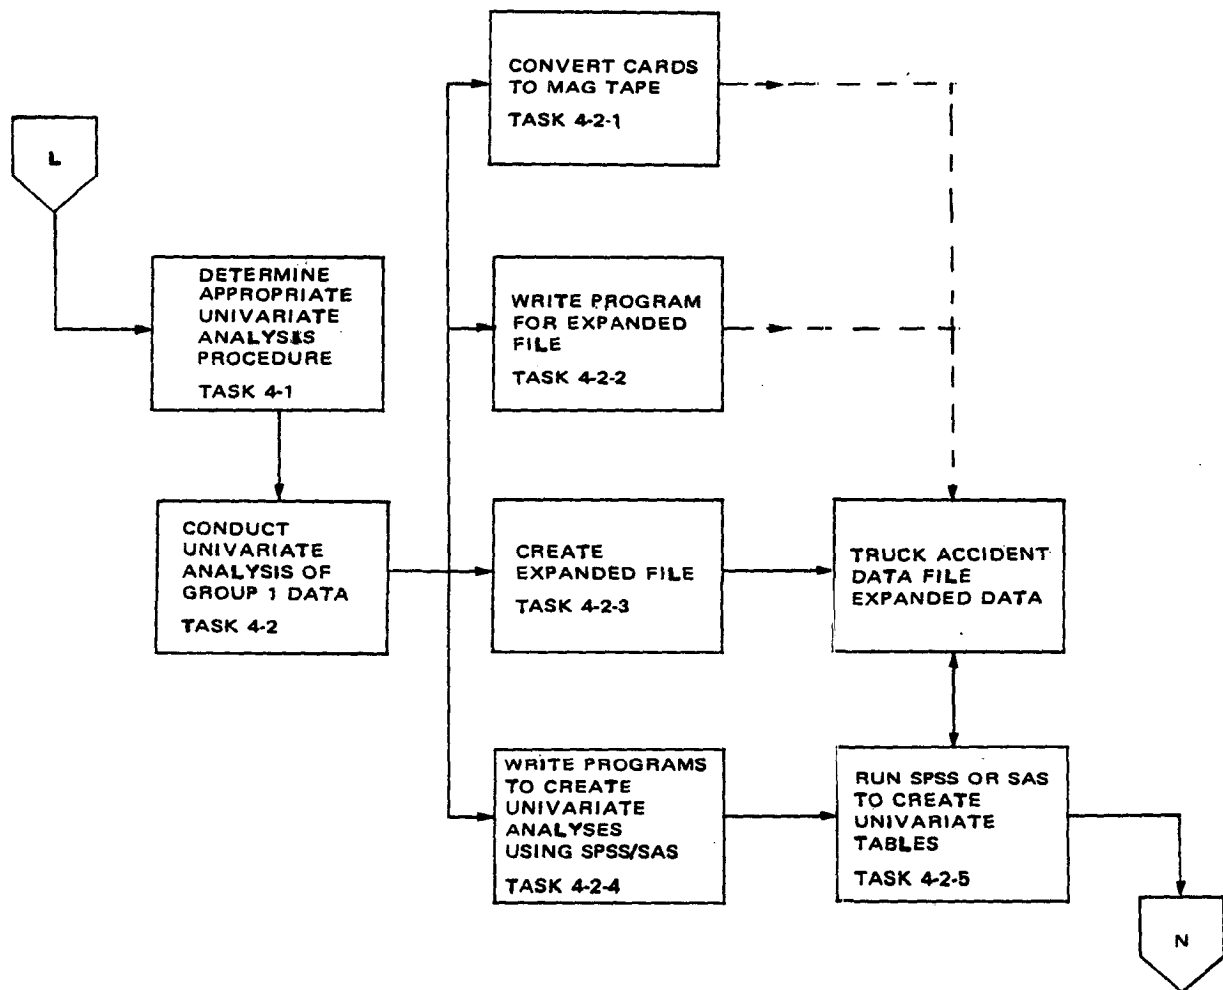 L
DETERMINE
APPROPRIATE
UNIVARIATE
ANALYSIS
PROCEDURE
TASK 4-1
CONDUCT
UNIVARIATE
ANALYSIS OF
GROUP 1 DATA
TASK 4-2
CONVERT CARDS
TO MAG TAPE
TASK 4-2-1
WRITE PROGRAM
FOR EXPANDED
FILE
TASK 4-2-2
CREATE
EXPANDED FILE
TASK 4-2-3
TRUCK ACCIDENT
DATA FILE
EXPANDED DATA
WRITE PROGRAMS
TO CREATE
UNIVARIATE
ANALYSES
USING SPSS/SAS
TASK 4-2-4
RUN SPSS OR SAS
TO CREATE
UNIVARIATE
TABLES
TASK 4-2-5
N